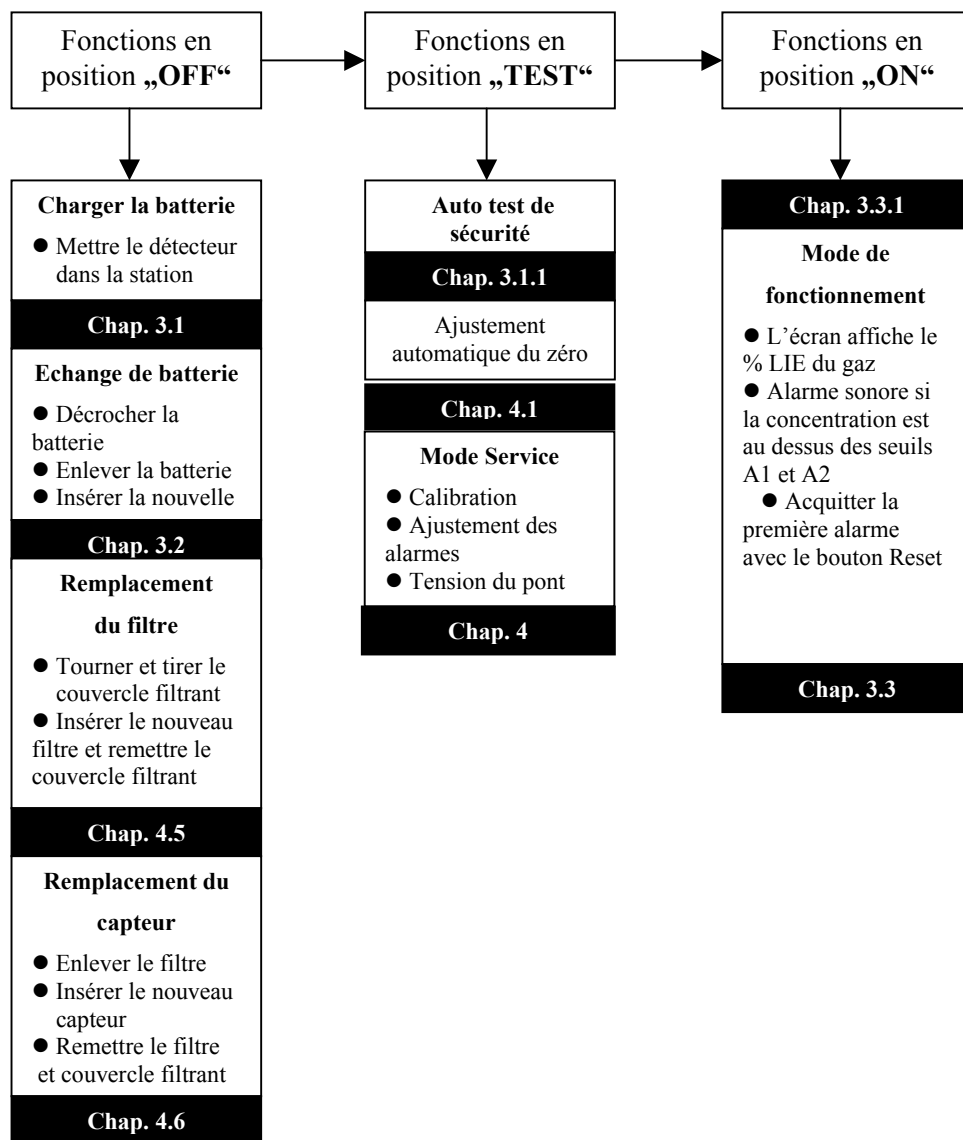 Fonctions en
position „OFF“
Fonctions en
position „TEST“
Fonctions en
position „ON“
Charger la batterie
● Mettre le détecteur
dans la station
Chap. 3.1
Echange de batterie
● Décrocher la
batterie
● Enlever la batterie
● Insérer la nouvelle
Chap. 3.2
Remplacement
du filtre
● Tourner et tirer le
couvercle filtrant
● Insérer le nouveau
filtre et remettre le
couvercle filtrant
Chap. 4.5
Remplacement du
capteur
● Enlever le filtre
● Insérer le nouveau
capteur
● Remettre le filtre
et couvercle filtrant
Chap. 4.6
Auto test de
sécurité
Chap. 3.1.1
Ajustement
automatique du zéro
Chap. 4.1
Mode Service
● Calibration
● Ajustement des
alarmes
● Tension du pont
Chap. 4
Chap. 3.3.1
Mode de
fonctionnement
● L’écran affiche le
% LIE du gaz
● Alarme sonore si
la concentration est
au dessus des seuils
A1 et A2
● Acquitter la
première alarme
avec le bouton Reset
Chap. 3.3